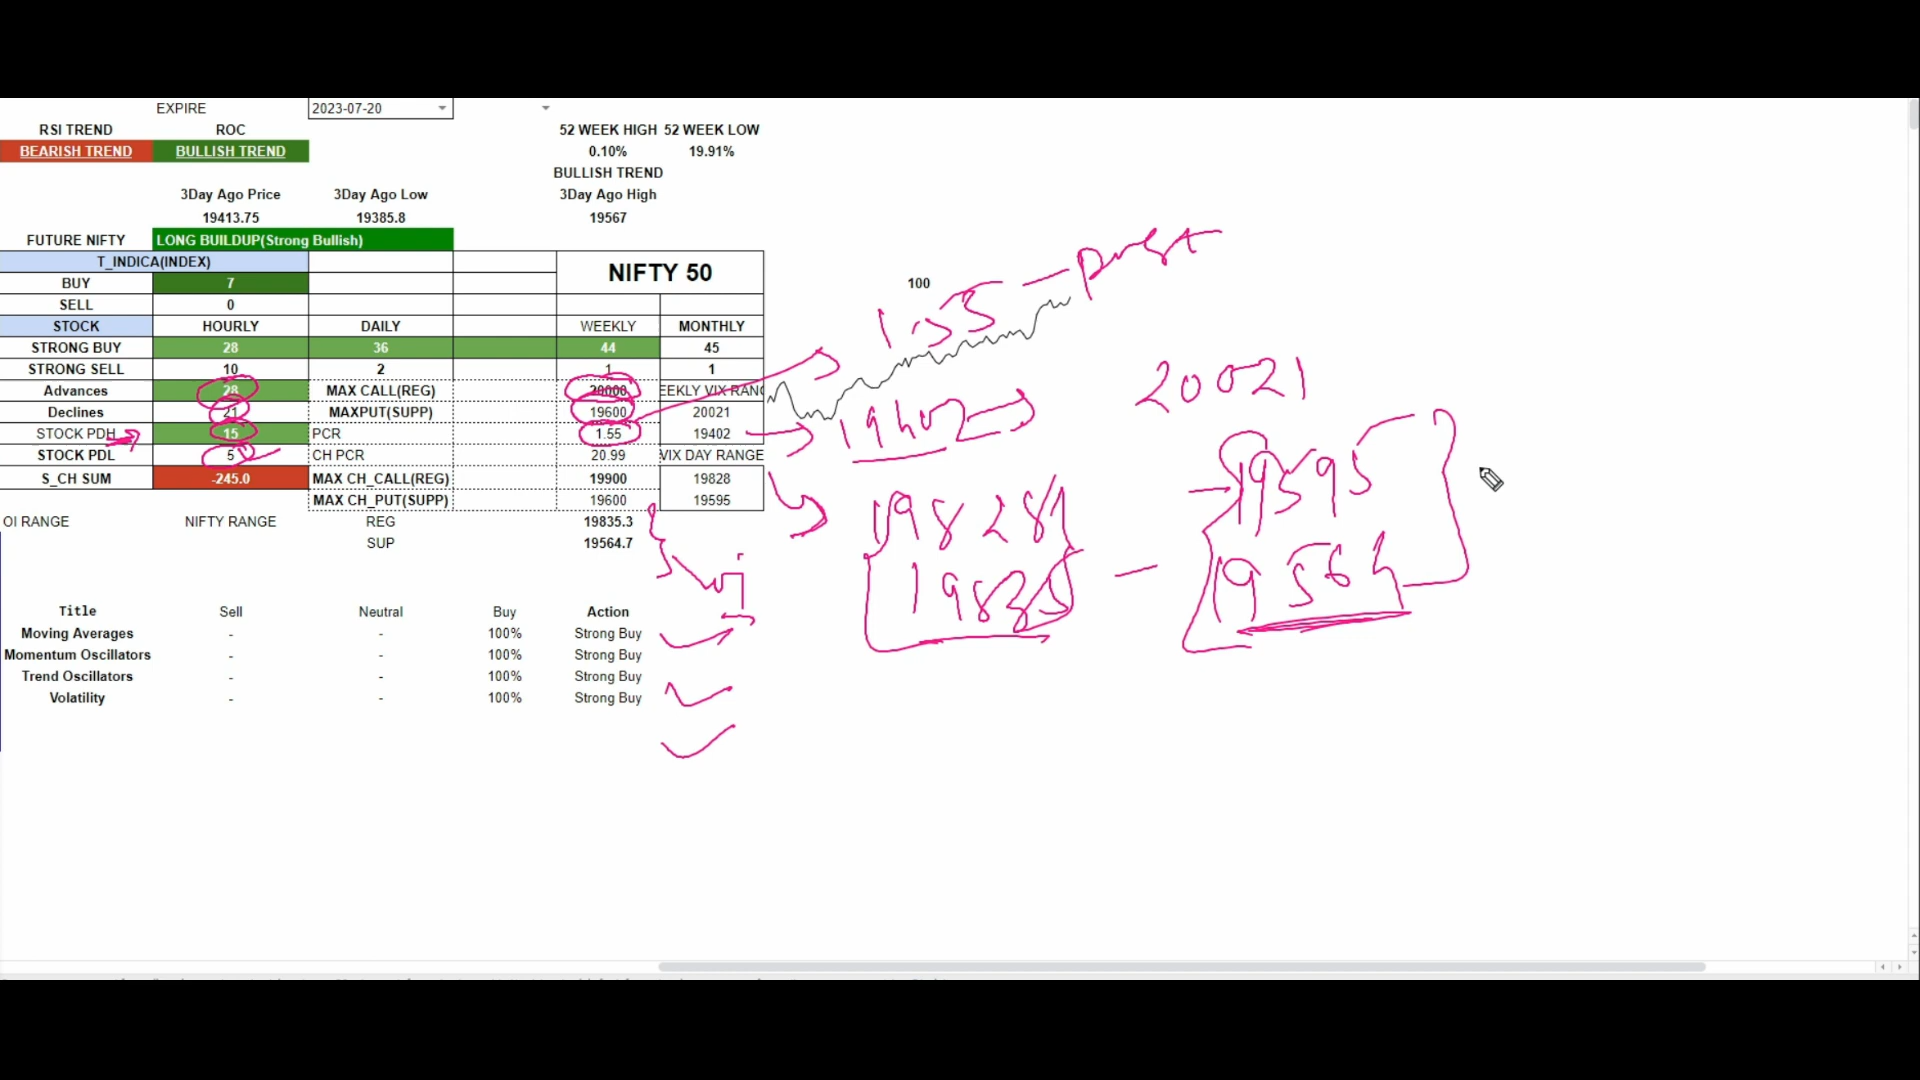 EXPIRE 2023-07-20
RSI TREND ROC 52 WEEK HIGH 52 WEEK LOW
BEARISH TREND BULLISH TREND 0.10% 19.91%
BULLISH TREND
3Day Ago Price 3Day Ago Low 3Day Ago High
19413.75 19385.8 19567
FUTURE NIFTY LONG BUILDUP(Strong Bullish)
T_INDICA(INDEX) NIFTY 50
BUY 7 100
SELL 0
STOCK HOURLY DAILY WEEKLY MONTHLY
STRONG BUY 28 36 44 45
STRONG SELL 10 2 1 1
Advances 28 MAX CALL(REG) 20000 EEKLY VIX RANG
Declines 21 MAXPUT(SUPP) 19600 20021
STOCK PDH 15 PCR 1.55 19402
STOCK PDL 5 CH PCR 20.99 VIX DAY RANGE
S_CH SUM -245.0 MAX CH_CALL(REG) 19900 19828
MAX CH_PUT(SUPP) 19600 19595
OI RANGE NIFTY RANGE REG 19835.3
SUP 19564.7
Title Sell Neutral Buy Action
Moving Averages - - 100% Strong Buy
Momentum Oscillators - - 100% Strong Buy
Trend Oscillators - - 100% Strong Buy
Volatility - - 100% Strong Buy
1.55
20021
19402
19595
19835 - 19564